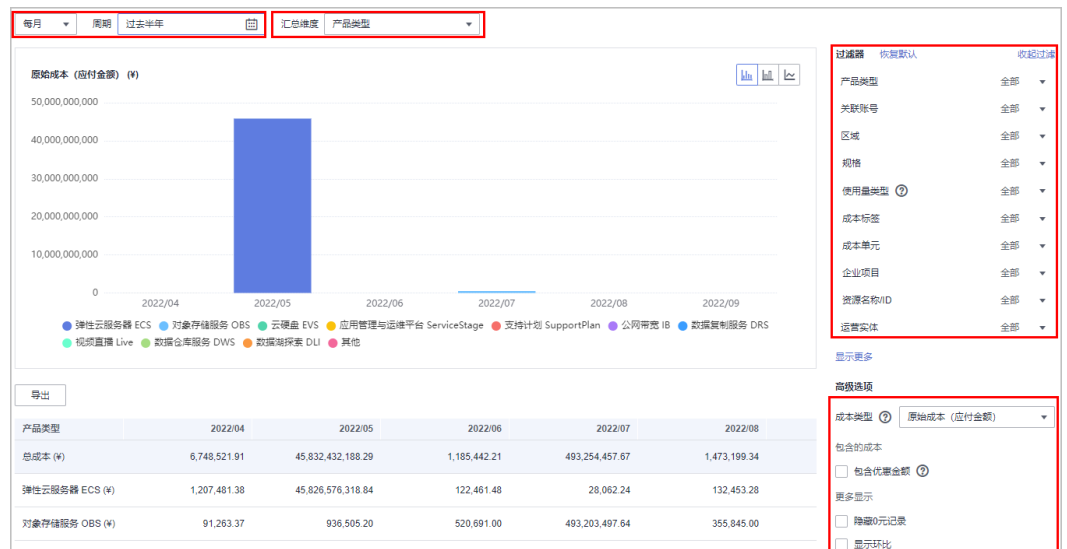 每月 周期 过去半年 汇总维度 产品类型
原始成本（应付金额）(¥)
50,000,000,000
40,000,000,000
30,000,000,000
20,000,000,000
10,000,000,000
0
2022/04 2022/05 2022/06 2022/07 2022/08 2022/09
弹性云服务器 ECS 对象存储服务 OBS 云硬盘 EVS 应用管理与运维平台 ServiceStage 支持计划 SupportPlan 公网带宽 IB 数据复制服务 DRS
视频直播 Live 数据仓库服务 DWS 数据湖探索 DLI 其他
导出
产品类型 2022/04 2022/05 2022/06 2022/07 2022/08
总成本 (¥) 6,748,521.91 45,832,432,188.29 1,185,442.21 493,254,457.67 1,473,199.34
弹性云服务器 ECS (¥) 1,207,481.38 45,826,576,318.84 122,461.48 28,062.24 132,453.28
对象存储服务 OBS (¥) 91,263.37 936,505.20 520,691.00 493,203,497.64 355,845.00
过滤器 恢复默认 收起过滤
产品类型 全部
关联账号 全部
区域 全部
规格 全部
使用量类型 ? 全部
成本标签 全部
成本单元 全部
企业项目 全部
资源名称/ID 全部
运营实体 全部
显示更多
高级选项
成本类型 ? 原始成本（应付金额）
包含的成本
包含优惠金额 ?
更多显示
隐藏0元记录
显示环比